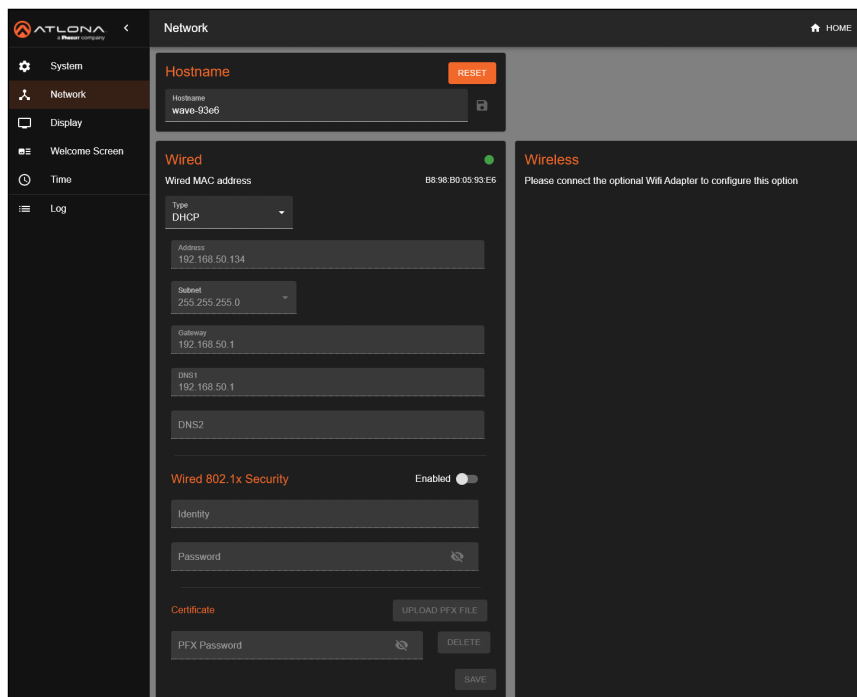 ATLONA
a PANDUIT company
Network
HOME
System
Network
Display
Welcome Screen
Time
Log
Hostname
RESET
Hostname
wave-93e6
Wired
Wired MAC address B8:98:B0:05:93:E6
Type
DHCP
Address
192.168.50.134
Subnet
255.255.255.0
Gateway
192.168.50.1
DNS1
192.168.50.1
DNS2
Wired 802.1x Security Enabled
Identity
Password
Certificate UPLOAD PFX FILE
PFX Password DELETE
SAVE
Wireless
Please connect the optional Wifi Adapter to configure this option